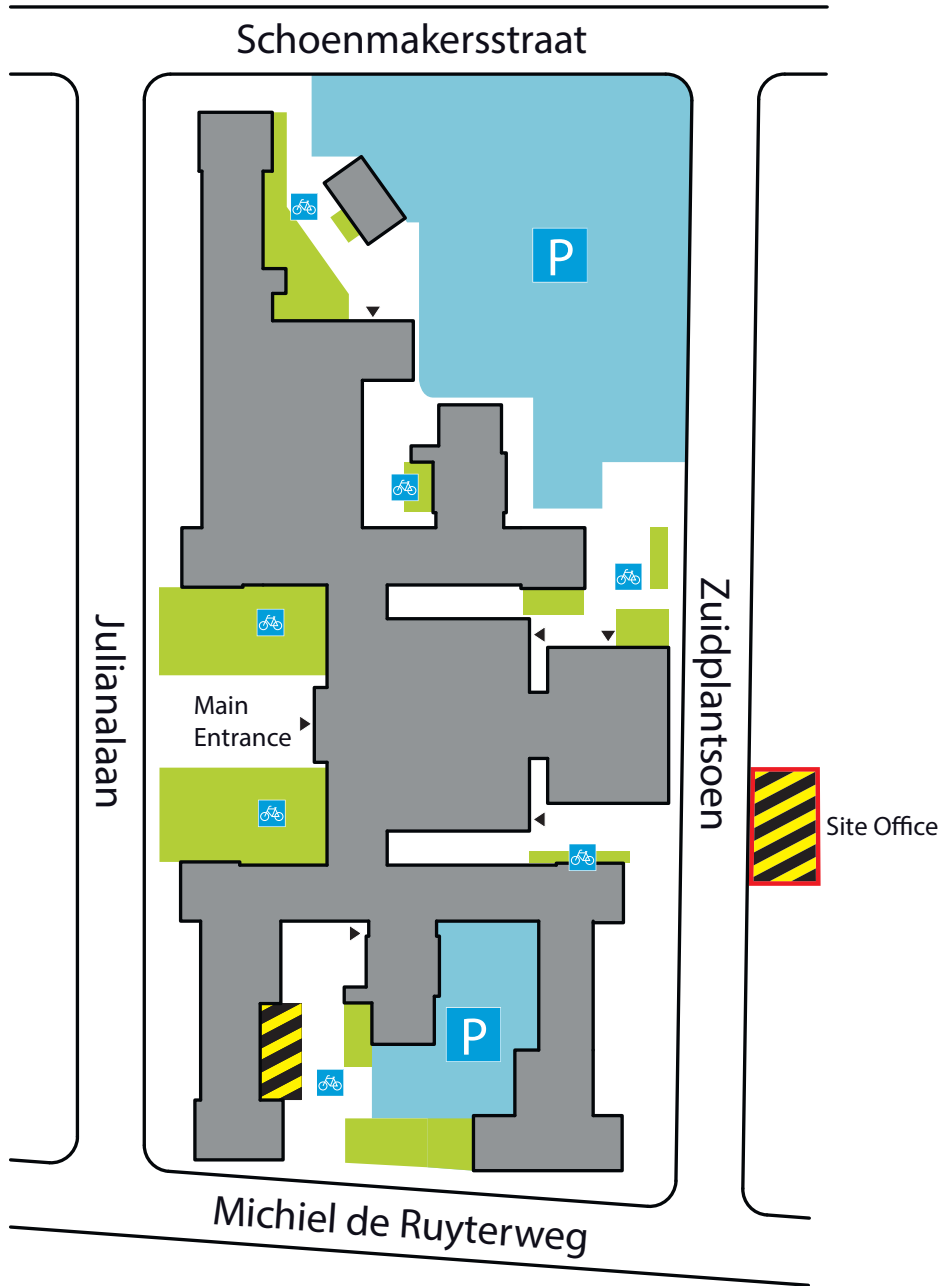 Schoenmakersstraat
P
Zuidplantsoen
Julianalaan
Main
Entrance
Site Office
P
Michiel de Ruyterweg